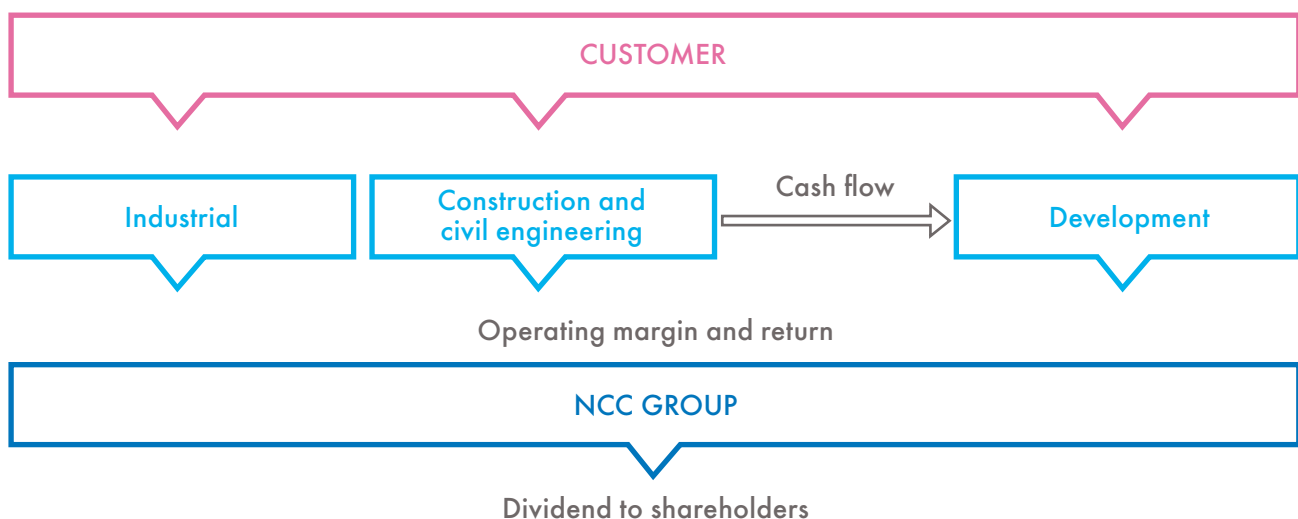 CUSTOMER
Industrial
Construction and
civil engineering
Cash flow
Development
Operating margin and return
NCC GROUP
Dividend to shareholders